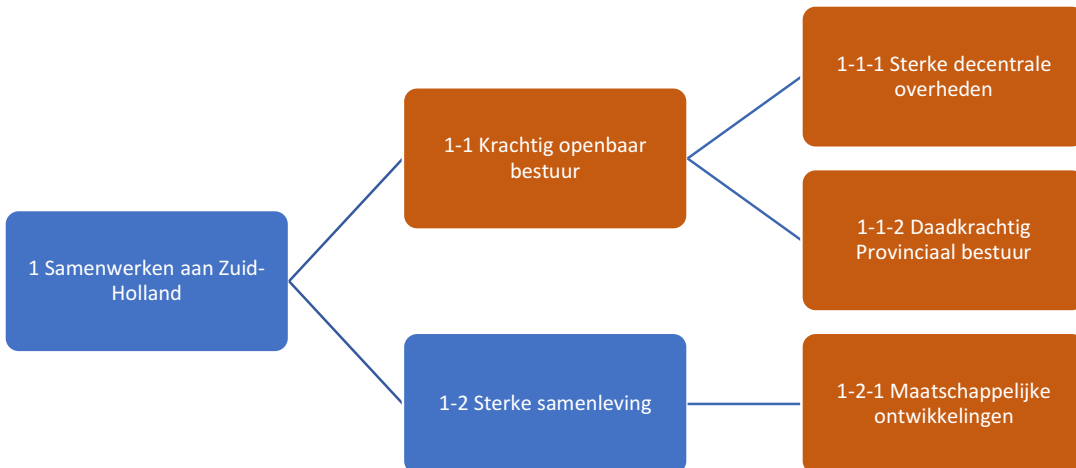 1 Samenwerken aan Zuid-
Holland
1-1 Krachtig openbaar
bestuur
1-1-1 Sterke decentrale
overheden
1-1-2 Daadkrachtig
Provinciaal bestuur
1-2 Sterke samenleving
1-2-1 Maatschappelijke
ontwikkelingen